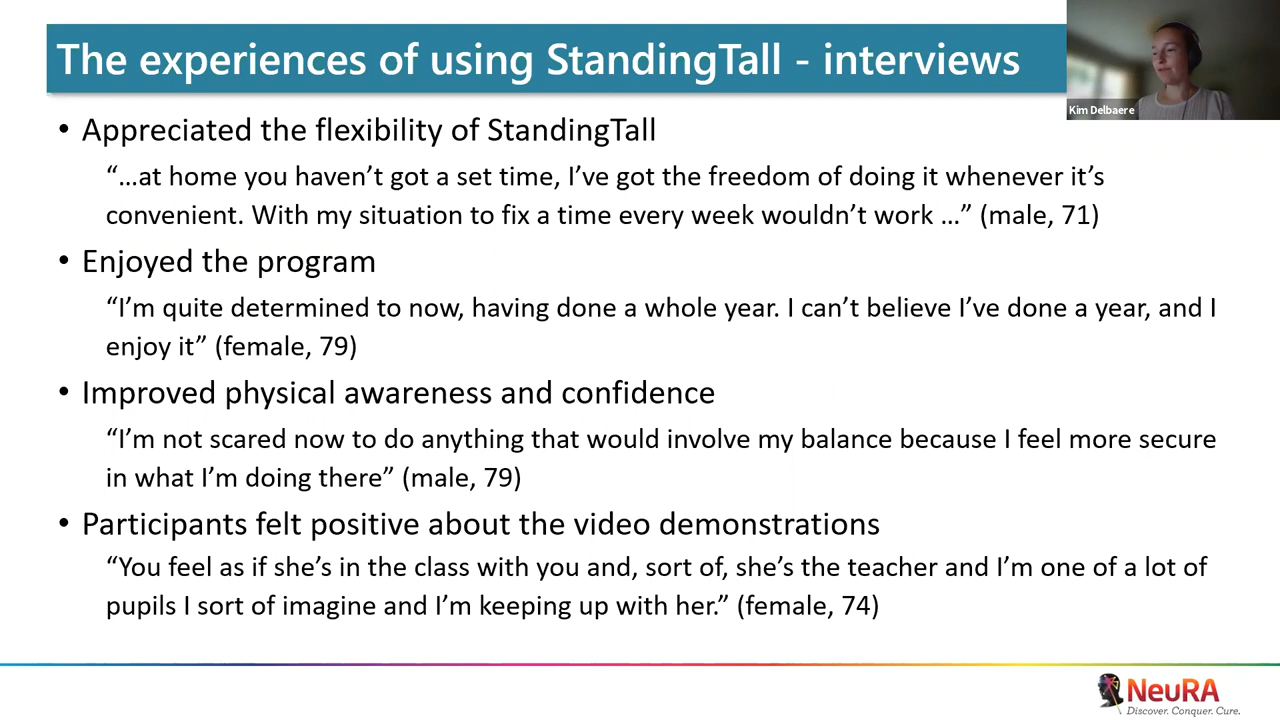 The experiences of using StandingTall - interviews
Kim Delbaere
• Appreciated the flexibility of StandingTall
“…at home you haven’t got a set time, I’ve got the freedom of doing it whenever it’s
convenient. With my situation to fix a time every week wouldn’t work …” (male, 71)
• Enjoyed the program
“I’m quite determined to now, having done a whole year. I can’t believe I’ve done a year, and I
enjoy it” (female, 79)
• Improved physical awareness and confidence
“I’m not scared now to do anything that would involve my balance because I feel more secure
in what I’m doing there” (male, 79)
• Participants felt positive about the video demonstrations
“You feel as if she’s in the class with you and, sort of, she’s the teacher and I’m one of a lot of
pupils I sort of imagine and I’m keeping up with her.” (female, 74)
NeuRA
Discover. Conquer. Cure.